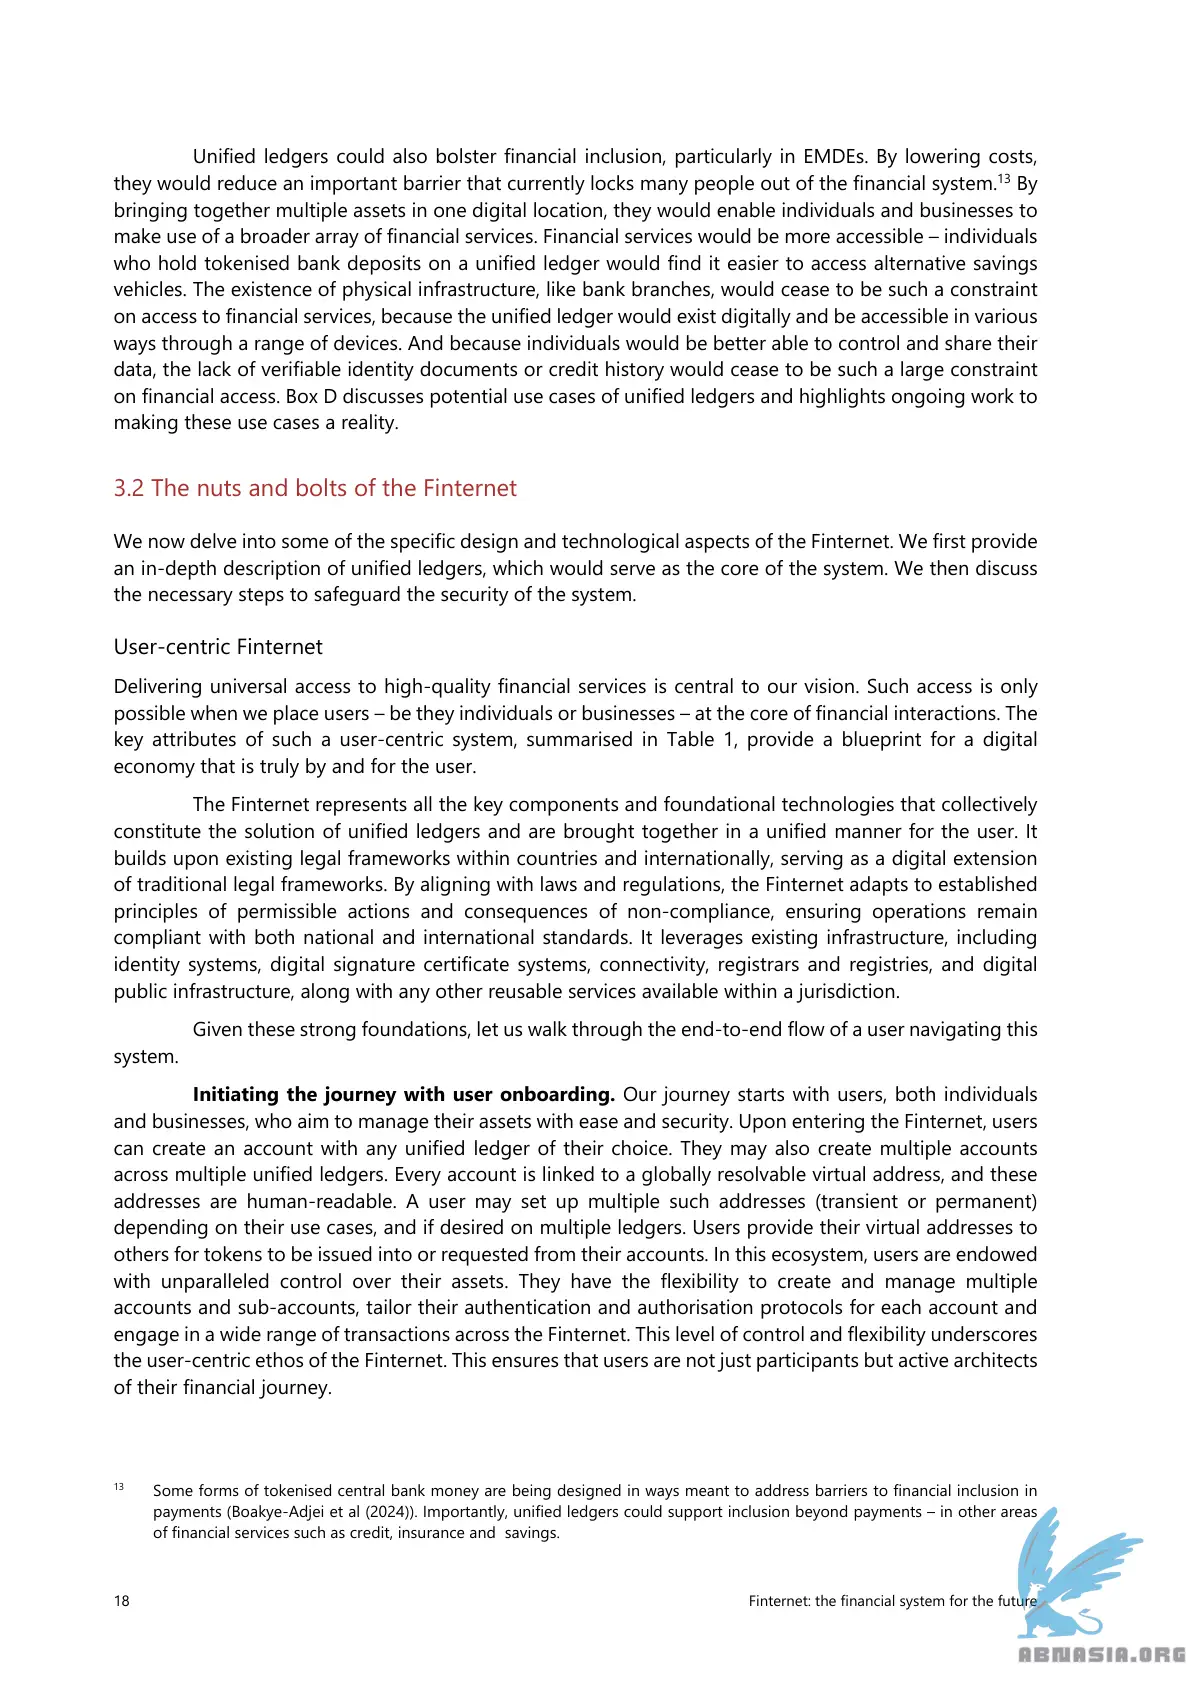 Unified ledgers could also bolster financial inclusion, particularly in EMDEs. By lowering costs,
they would reduce an important barrier that currently locks many people out of the financial system.13 By
bringing together multiple assets in one digital location, they would enable individuals and businesses to
make use of a broader array of financial services. Financial services would be more accessible – individuals
who hold tokenised bank deposits on a unified ledger would find it easier to access alternative savings
vehicles. The existence of physical infrastructure, like bank branches, would cease to be such a constraint
on access to financial services, because the unified ledger would exist digitally and be accessible in various
ways through a range of devices. And because individuals would be better able to control and share their
data, the lack of verifiable identity documents or credit history would cease to be such a large constraint
on financial access. Box D discusses potential use cases of unified ledgers and highlights ongoing work to
making these use cases a reality.
3.2 The nuts and bolts of the Finternet
We now delve into some of the specific design and technological aspects of the Finternet. We first provide
an in-depth description of unified ledgers, which would serve as the core of the system. We then discuss
the necessary steps to safeguard the security of the system.
User-centric Finternet
Delivering universal access to high-quality financial services is central to our vision. Such access is only
possible when we place users – be they individuals or businesses – at the core of financial interactions. The
key attributes of such a user-centric system, summarised in Table 1, provide a blueprint for a digital
economy that is truly by and for the user.
The Finternet represents all the key components and foundational technologies that collectively
constitute the solution of unified ledgers and are brought together in a unified manner for the user. It
builds upon existing legal frameworks within countries and internationally, serving as a digital extension
of traditional legal frameworks. By aligning with laws and regulations, the Finternet adapts to established
principles of permissible actions and consequences of non-compliance, ensuring operations remain
compliant with both national and international standards. It leverages existing infrastructure, including
identity systems, digital signature certificate systems, connectivity, registrars and registries, and digital
public infrastructure, along with any other reusable services available within a jurisdiction.
Given these strong foundations, let us walk through the end-to-end flow of a user navigating this
system.
Initiating the journey with user onboarding. Our journey starts with users, both individuals
and businesses, who aim to manage their assets with ease and security. Upon entering the Finternet, users
can create an account with any unified ledger of their choice. They may also create multiple accounts
across multiple unified ledgers. Every account is linked to a globally resolvable virtual address, and these
addresses are human-readable. A user may set up multiple such addresses (transient or permanent)
depending on their use cases, and if desired on multiple ledgers. Users provide their virtual addresses to
others for tokens to be issued into or requested from their accounts. In this ecosystem, users are endowed
with unparalleled control over their assets. They have the flexibility to create and manage multiple
accounts and sub-accounts, tailor their authentication and authorisation protocols for each account and
engage in a wide range of transactions across the Finternet. This level of control and flexibility underscores
the user-centric ethos of the Finternet. This ensures that users are not just participants but active architects
of their financial journey.
13 Some forms of tokenised central bank money are being designed in ways meant to address barriers to financial inclusion in
payments (Boakye-Adjei et al (2024)). Importantly, unified ledgers could support inclusion beyond payments – in other areas
of financial services such as credit, insurance and savings.
18 Finternet: the financial system for the future
ABNASIA.ORG